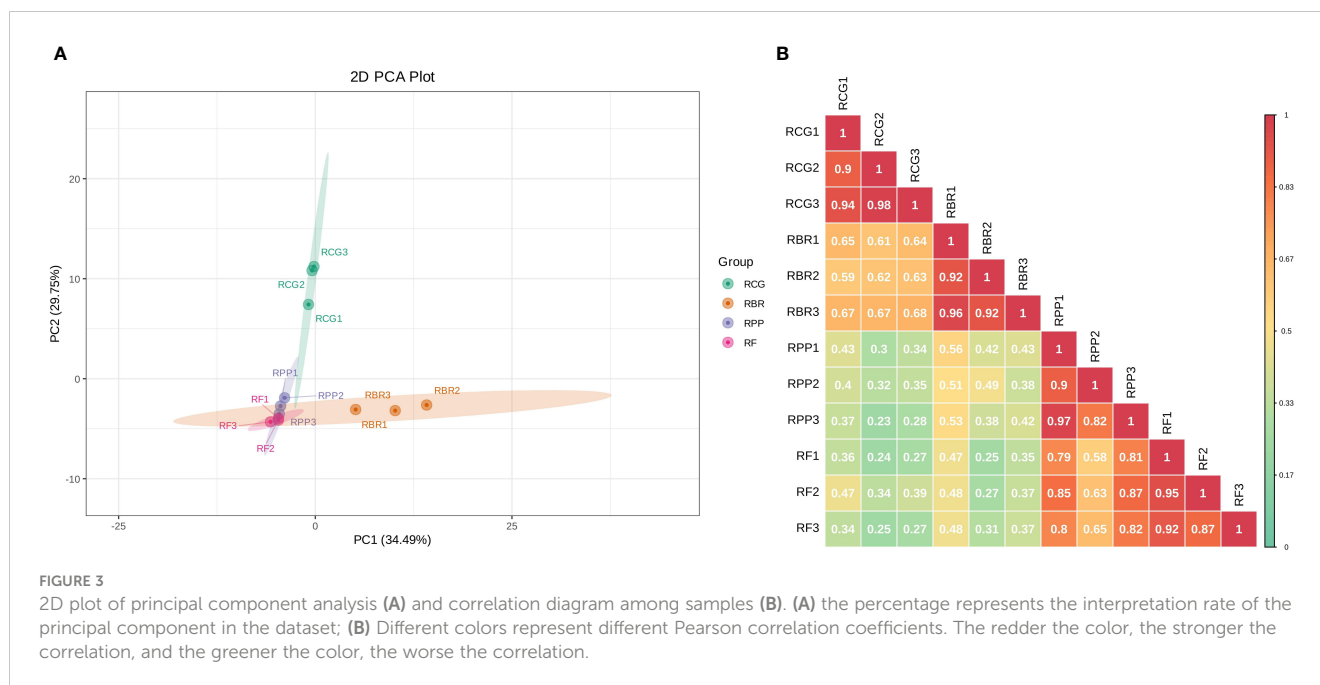 A
2D PCA Plot
PC2 (29.75%)
20
10
0
-10
-25
0
25
PC1 (34.49%)
RCG3
RCG2
RCG1
RPP1
RPP2
RF1
RPP3
RF3
RF2
RBR3
RBR2
RBR1
Group
RCG
RBR
RPP
RF
B
RCG1
RCG2
RCG3
RBR1
RBR2
RBR3
RPP1
RPP2
RPP3
RF1
RF2
RF3
RCG1 1
RCG2 0.9 1
RCG3 0.94 0.98 1
RBR1 0.65 0.61 0.64 1
RBR2 0.59 0.62 0.63 0.92 1
RBR3 0.67 0.67 0.68 0.96 0.92 1
RPP1 0.43 0.3 0.34 0.56 0.42 0.43 1
RPP2 0.4 0.32 0.35 0.51 0.49 0.38 0.9 1
RPP3 0.37 0.23 0.28 0.53 0.38 0.42 0.97 0.82 1
RF1 0.36 0.24 0.27 0.47 0.25 0.35 0.79 0.58 0.81 1
RF2 0.47 0.34 0.39 0.48 0.27 0.37 0.85 0.63 0.87 0.95 1
RF3 0.34 0.25 0.27 0.48 0.31 0.37 0.8 0.65 0.82 0.92 0.87 1
1
0.83
0.67
0.5
0.33
0.17
0
FIGURE 3
2D plot of principal component analysis (A) and correlation diagram among samples (B). (A) the percentage represents the interpretation rate of the
principal component in the dataset; (B) Different colors represent different Pearson correlation coefficients. The redder the color, the stronger the
correlation, and the greener the color, the worse the correlation.